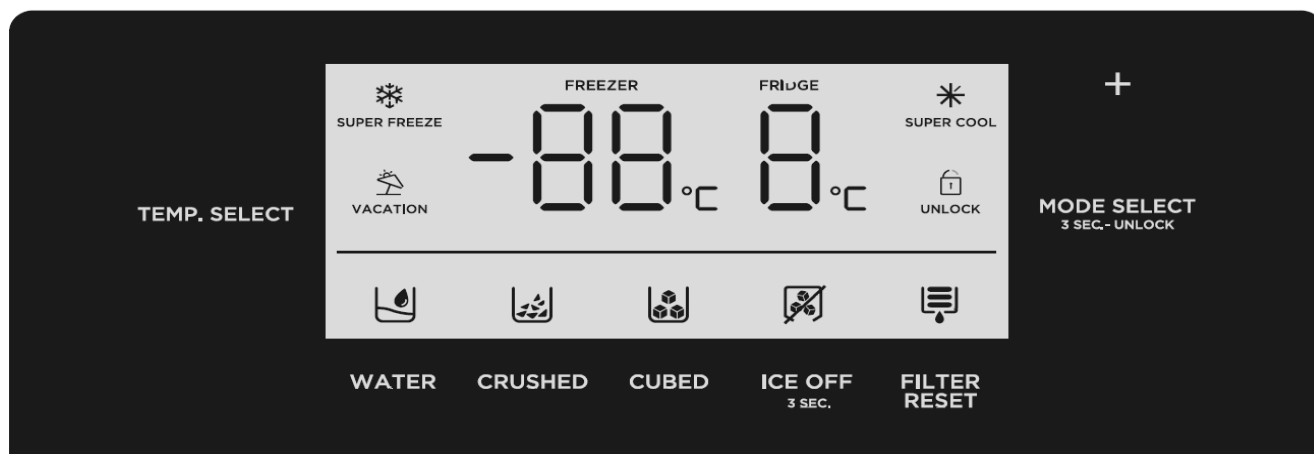 FREEZER
FRIDGE
SUPER FREEZE
SUPER COOL
-88°C
8°C
VACATION
UNLOCK
+
TEMP. SELECT
MODE SELECT
3 SEC.- UNLOCK
WATER
CRUSHED
CUBED
ICE OFF
3 SEC.
FILTER
RESET